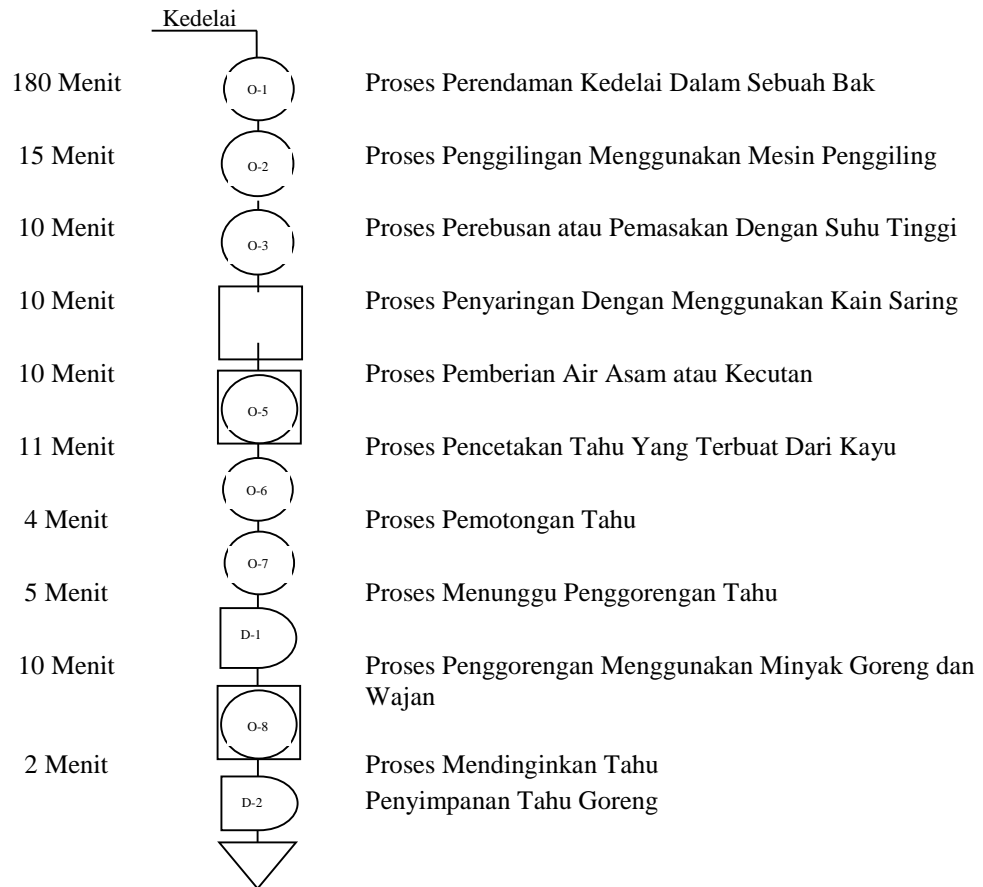 Kedelai
180 Menit O-1 Proses Perendaman Kedelai Dalam Sebuah Bak
15 Menit O-2 Proses Penggilingan Menggunakan Mesin Penggiling
10 Menit O-3 Proses Perebusan atau Pemasakan Dengan Suhu Tinggi
10 Menit Proses Penyaringan Dengan Menggunakan Kain Saring
10 Menit Proses Pemberian Air Asam atau Kecutan
O-5
11 Menit Proses Pencetakan Tahu Yang Terbuat Dari Kayu
O-6
4 Menit Proses Pemotongan Tahu
O-7
5 Menit Proses Menunggu Penggorengan Tahu
D-1
10 Menit Proses Penggorengan Menggunakan Minyak Goreng dan
Wajan
O-8
2 Menit Proses Mendinginkan Tahu
D-2 Penyimpanan Tahu Goreng